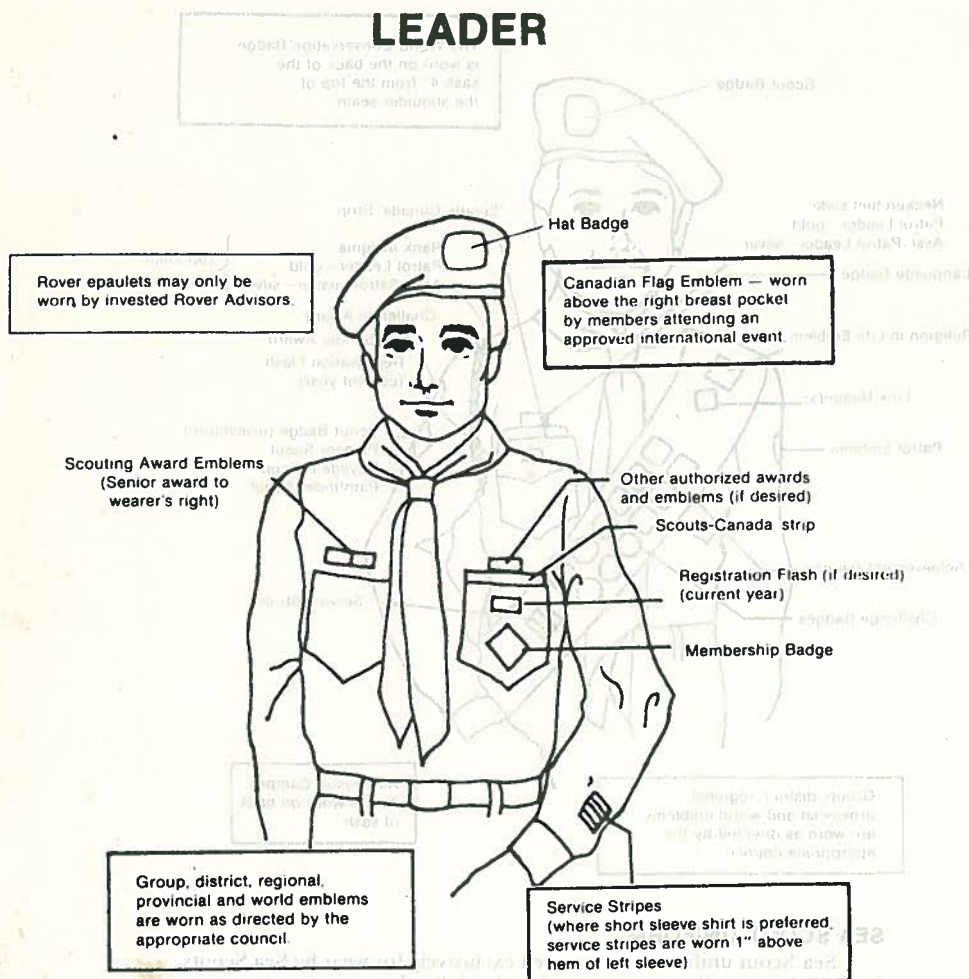 LEADER
Hat Badge
Rover epaulets may only be
worn by invested Rover Advisors.
Canadian Flag Emblem — worn
above the right breast pocket
by members attending an
approved international event.
Scouting Award Emblems
(Senior award to
wearer's right)
Other authorized awards
and emblems (if desired)
Scouts-Canada strip
Registration Flash (if desired)
(current year)
Membership Badge
Group, district, regional,
provincial and world emblems
are worn as directed by the
appropriate council.
Service Stripes
(where short sleeve shirt is preferred,
service stripes are worn 1" above
hem of left sleeve)